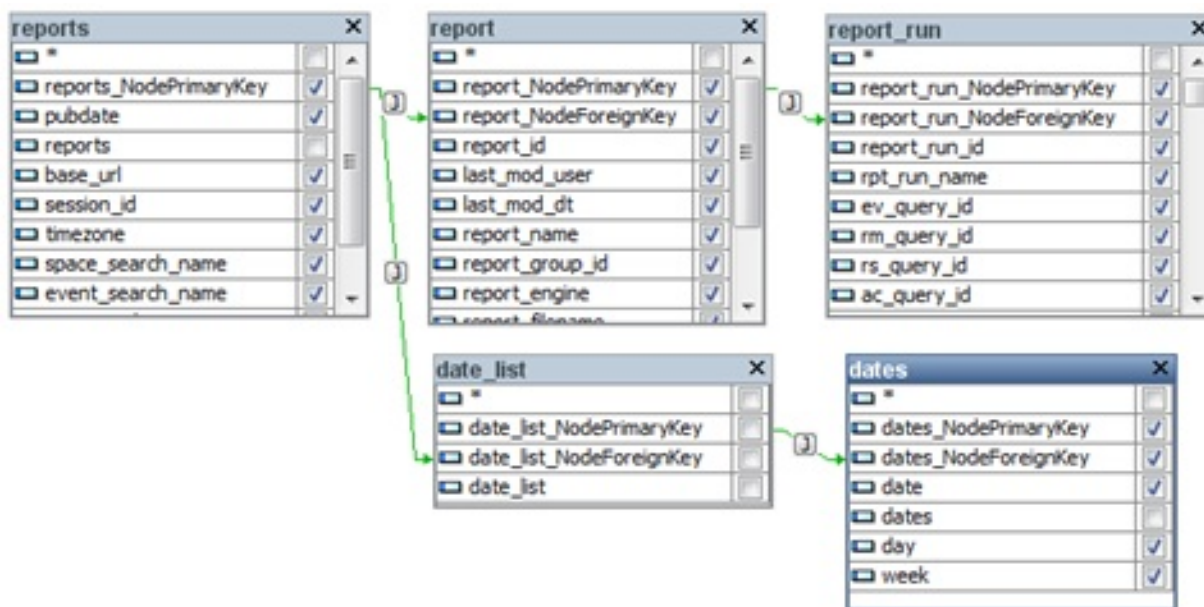 reports
*
reports_NodePrimaryKey
pubdate
reports
base_url
session_id
timezone
space_search_name
event_search_name
report
*
report_NodePrimaryKey
report_NodeForeignKey
report_id
last_mod_user
last_mod_dt
report_name
report_group_id
report_engine
report_filename
report_run
*
report_run_NodePrimaryKey
report_run_NodeForeignKey
report_run_id
rpt_run_name
ev_query_id
rm_query_id
rs_query_id
ac_query_id
J
J
J
date_list
*
date_list_NodePrimaryKey
date_list_NodeForeignKey
date_list
J
dates
*
dates_NodePrimaryKey
dates_NodeForeignKey
date
dates
day
week